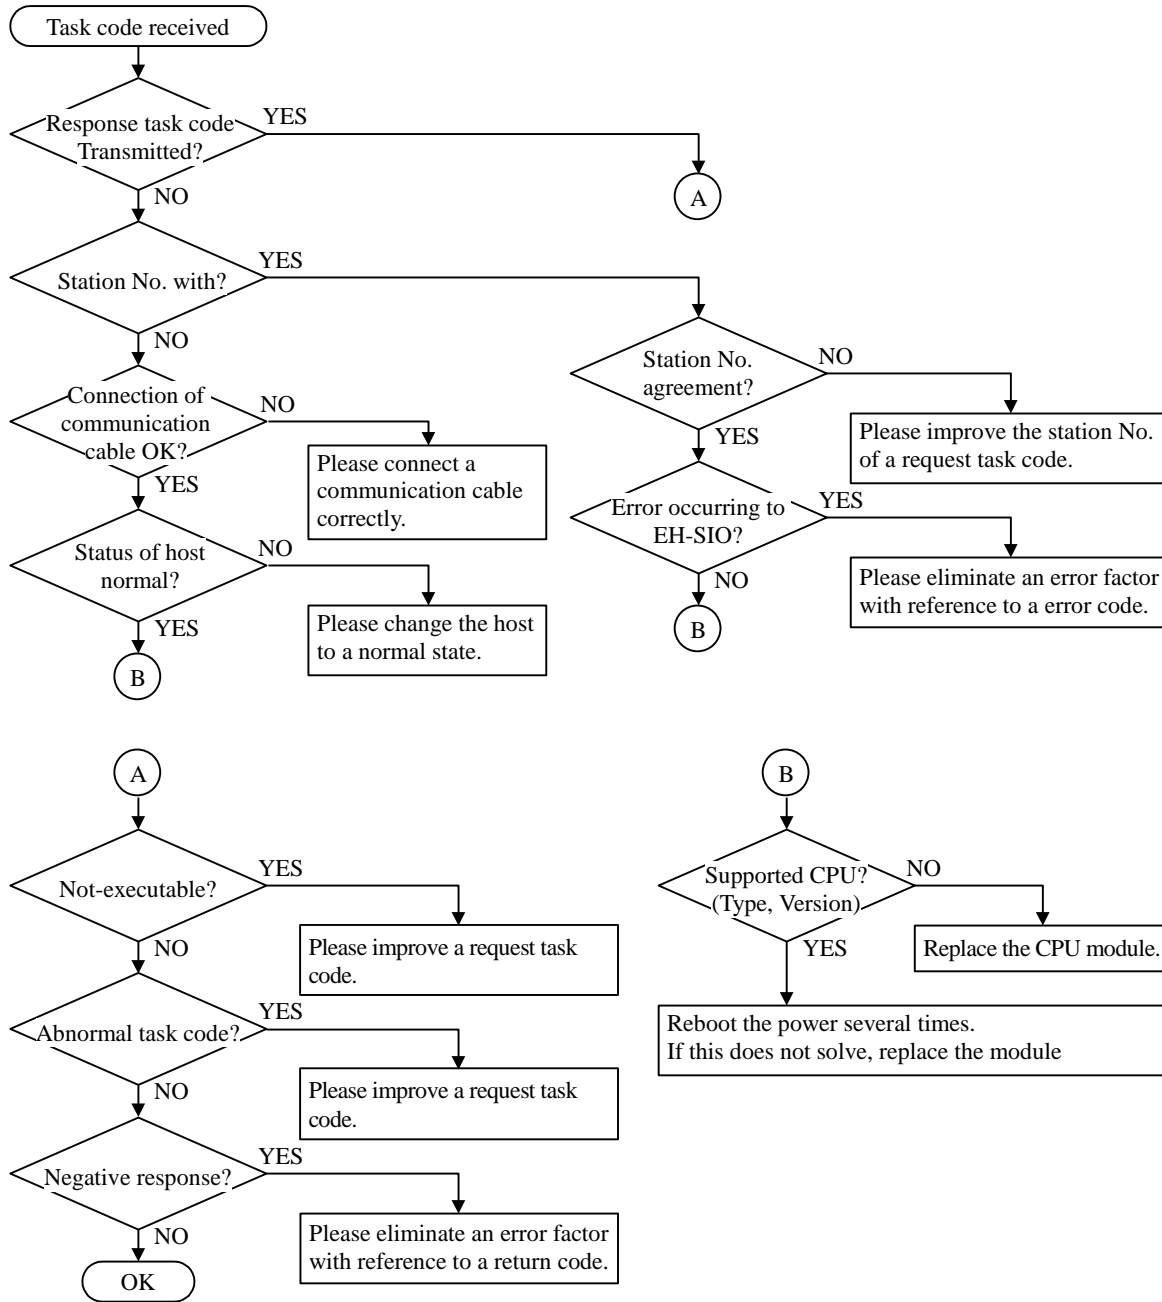 Task code received
Response task code
Transmitted?
YES
NO
A
Station No. with?
YES
NO
Station No.
agreement?
NO
YES
Please improve the station No.
of a request task code.
Connection of
communication
cable OK?
NO
YES
Please connect a
communication cable
correctly.
Error occurring to
EH-SIO?
YES
NO
Please eliminate an error factor
with reference to a error code.
B
Status of host
normal?
NO
YES
Please change the host
to a normal state.
B
A
Not-executable?
YES
NO
Please improve a request task
code.
Abnormal task code?
YES
NO
Please improve a request task
code.
Negative response?
YES
NO
Please eliminate an error factor
with reference to a return code.
OK
B
Supported CPU?
(Type, Version)
NO
YES
Replace the CPU module.
Reboot the power several times.
If this does not solve, replace the module